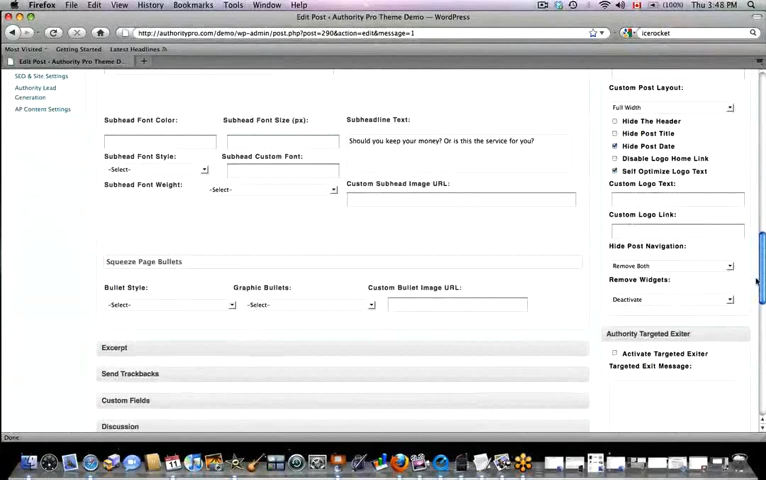 Firefox File Edit View History Bookmarks Tools Window Help (100%) Thu 3:48 PM
Edit Post ‹ Authority Pro Theme Demo — WordPress
http://authoritypro.com/demo/wp-admin/post.php?post=290&action=edit&message=1 icerocket
Most Visited Getting Started Latest Headlines
Edit Post ‹ Authority Pro Theme D...
SEO & Site Settings
Authority Lead
Generation
AP Content Settings
Subhead Font Color: Subhead Font Size (px): Subheadline Text:
Should you keep your money? Or is this the service for you?
Subhead Font Style: Subhead Custom Font:
-Select-
Subhead Font Weight: -Select- Custom Subhead Image URL:
Squeeze Page Bullets
Bullet Style: Graphic Bullets: Custom Bullet Image URL:
-Select- -Select-
Excerpt
Send Trackbacks
Custom Fields
Discussion
Custom Post Layout:
Full Width
Hide The Header
Hide Post Title
Hide Post Date
Disable Logo Home Link
Self Optimize Logo Text
Custom Logo Text:
Custom Logo Link:
Hide Post Navigation:
Remove Both
Remove Widgets:
Deactivate
Authority Targeted Exiter
Activate Targeted Exiter
Targeted Exit Message:
Done